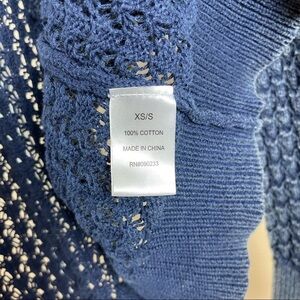 XS/S
100% COTTON
MADE IN CHINA
RN#090233